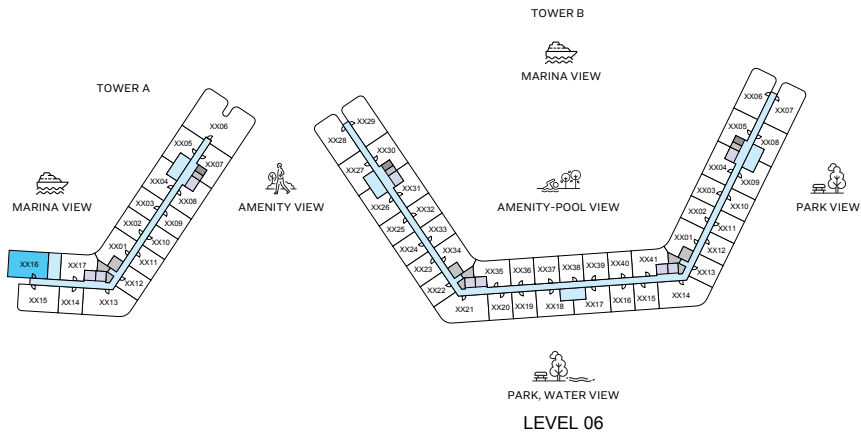 TOWER B
MARINA VIEW
TOWER A
MARINA VIEW
AMENITY VIEW
AMENITY-POOL VIEW
PARK VIEW
XX06
XX05
XX07
XX04
XX08
XX03
XX09
XX02
XX10
XX01
XX11
XX12
XX16
XX17
XX15
XX14
XX13
XX29
XX28
XX30
XX27
XX31
XX26
XX32
XX25
XX33
XX24
XX34
XX23
XX22
XX21
XX35
XX36
XX37
XX38
XX39
XX40
XX41
XX20
XX19
XX18
XX17
XX16
XX15
XX14
XX06
XX07
XX05
XX08
XX04
XX09
XX03
XX10
XX02
XX11
XX01
XX12
XX13
PARK, WATER VIEW
LEVEL 06